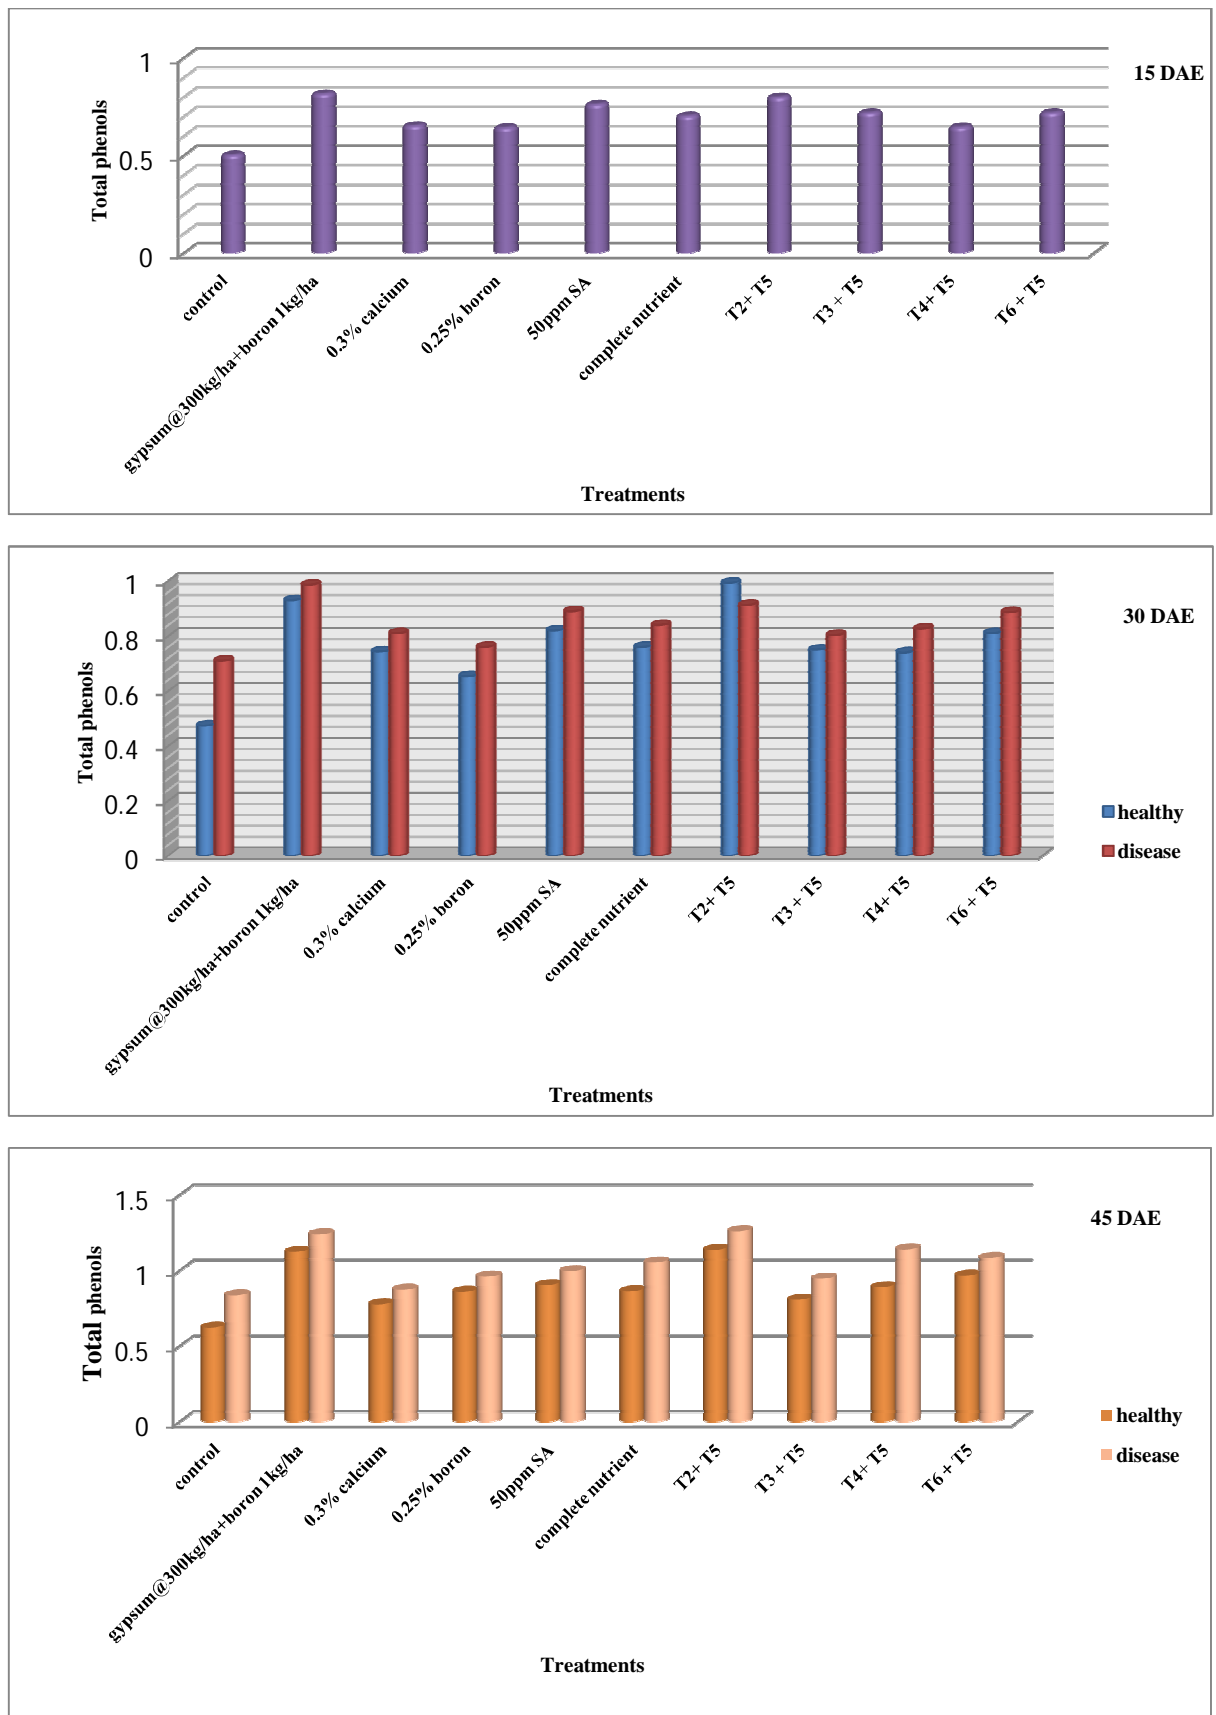 15 DAE
Total phenols
1
0.5
0
control
gypsum@300kg/ha+boron 1kg/ha
0.3% calcium
0.25% boron
50ppm SA
complete nutrient
T2+ T5
T3 + T5
T4+ T5
T6 + T5
Treatments
30 DAE
Total phenols
1
0.8
0.6
0.4
0.2
0
healthy
disease
control
gypsum@300kg/ha+boron 1kg/ha
0.3% calcium
0.25% boron
50ppm SA
complete nutrient
T2+ T5
T3 + T5
T4+ T5
T6 + T5
Treatments
45 DAE
Total phenols
1.5
1
0.5
0
healthy
disease
control
gypsum@300kg/ha+boron 1kg/ha
0.3% calcium
0.25% boron
50ppm SA
complete nutrient
T2+ T5
T3 + T5
T4+ T5
T6 + T5
Treatments